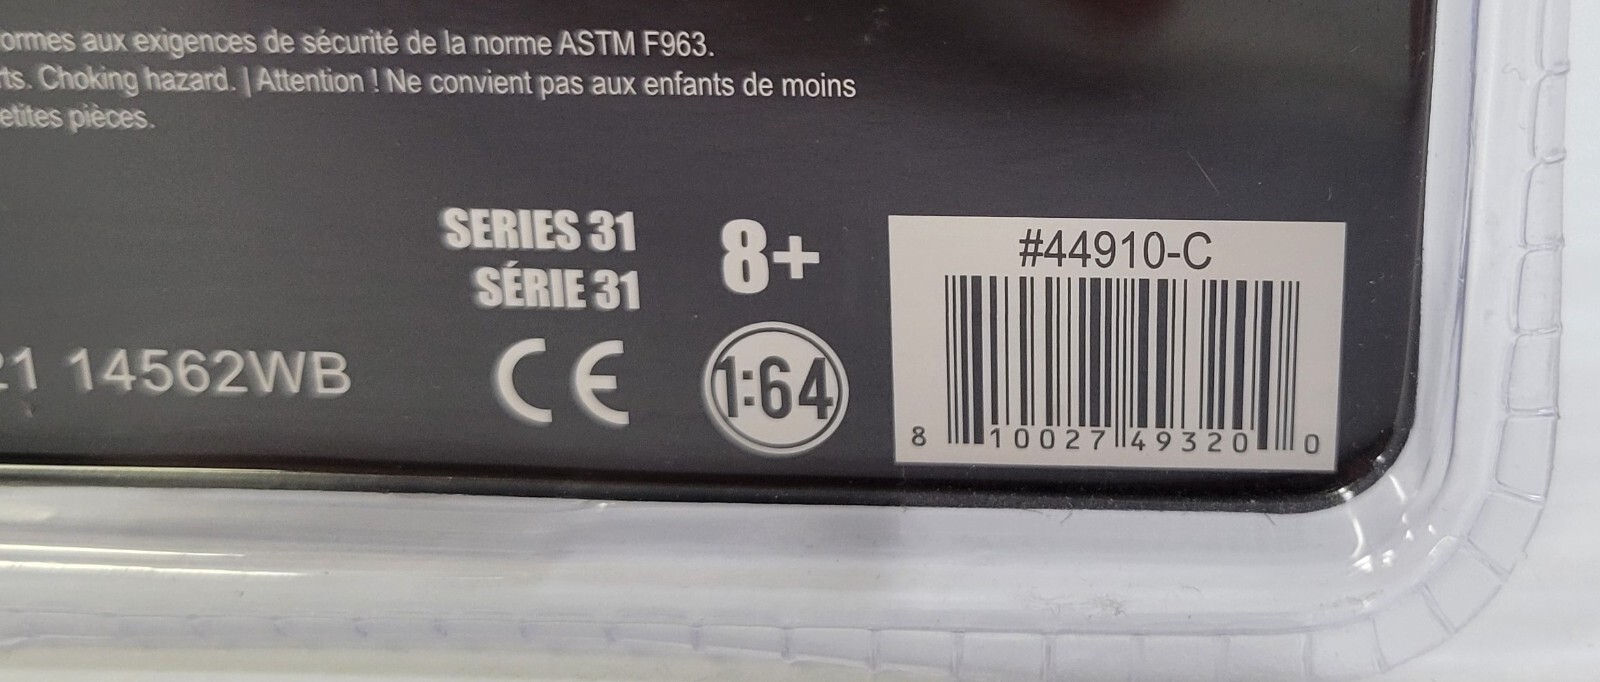 ormes aux exigences de sécurité de la norme ASTM F963.
rts. Choking hazard. | Attention ! Ne convient pas aux enfants de moins
etites pièces.
SERIES 31
SÉRIE 31
8+
#44910-C
21 14562WB
CE
1:64
8 10027 49320 0